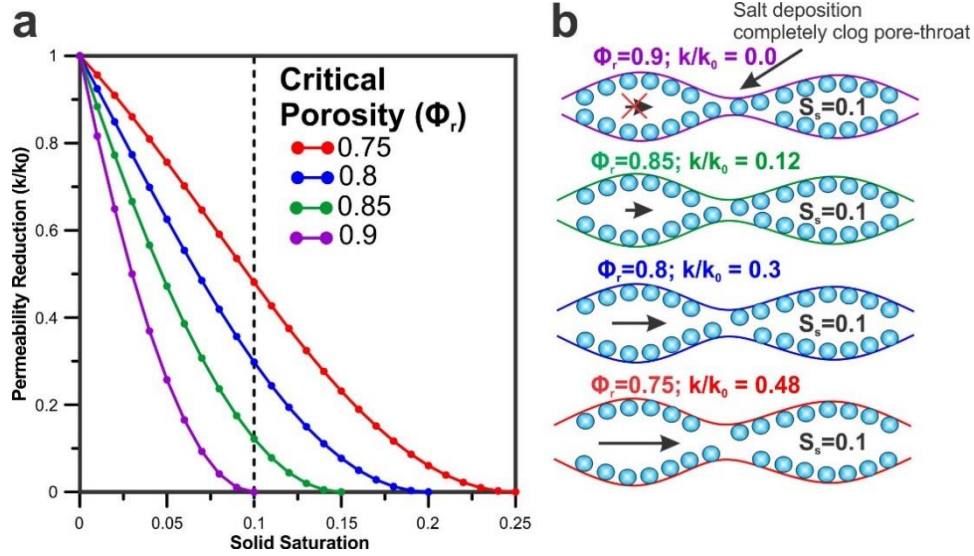 a
Permeability Reduction (k/k₀)
1
0.8
0.6
0.4
0.2
0
0
0.05
0.1
0.15
0.2
0.25
Solid Saturation
Critical
Porosity (Φᵣ)
0.75
0.8
0.85
0.9
b
Salt deposition
completely clog pore-throat
Φᵣ=0.9; k/k₀ = 0.0
Sₛ=0.1
Φᵣ=0.85; k/k₀ = 0.12
Sₛ=0.1
Φᵣ=0.8; k/k₀ = 0.3
Sₛ=0.1
Φᵣ=0.75; k/k₀ = 0.48
Sₛ=0.1